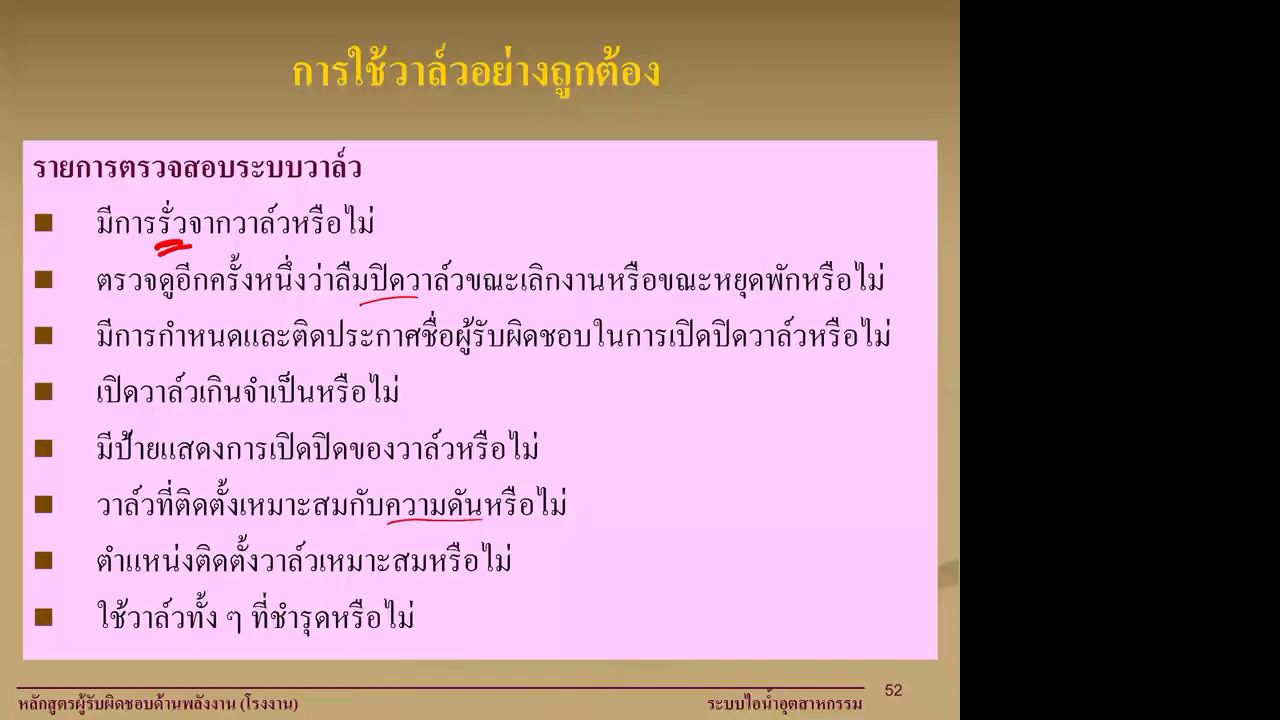 การใช้วาล์วอย่างถูกต้อง
รายการตรวจสอบระบบวาล์ว
■ มีการรั่วจากวาล์วหรือไม่
■ ตรวจดูอีกครั้งหนึ่งว่าลืมปิดวาล์วขณะเลิกงานหรือขณะหยุดพักหรือไม่
■ มีการกำหนดและติดประกาศชื่อผู้รับผิดชอบในการเปิดปิดวาล์วหรือไม่
■ เปิดวาล์วเกินจำเป็นหรือไม่
■ มีป้ายแสดงการเปิดปิดของวาล์วหรือไม่
■ วาล์วที่ติดตั้งเหมาะสมกับความดันหรือไม่
■ ตำแหน่งติดตั้งวาล์วเหมาะสมหรือไม่
■ ใช้วาล์วทั้ง ๆ ที่ชำรุดหรือไม่
หลักสูตรผู้รับผิดชอบด้านพลังงาน (โรงงาน)
ระบบไอน้ำอุตสาหกรรม
52